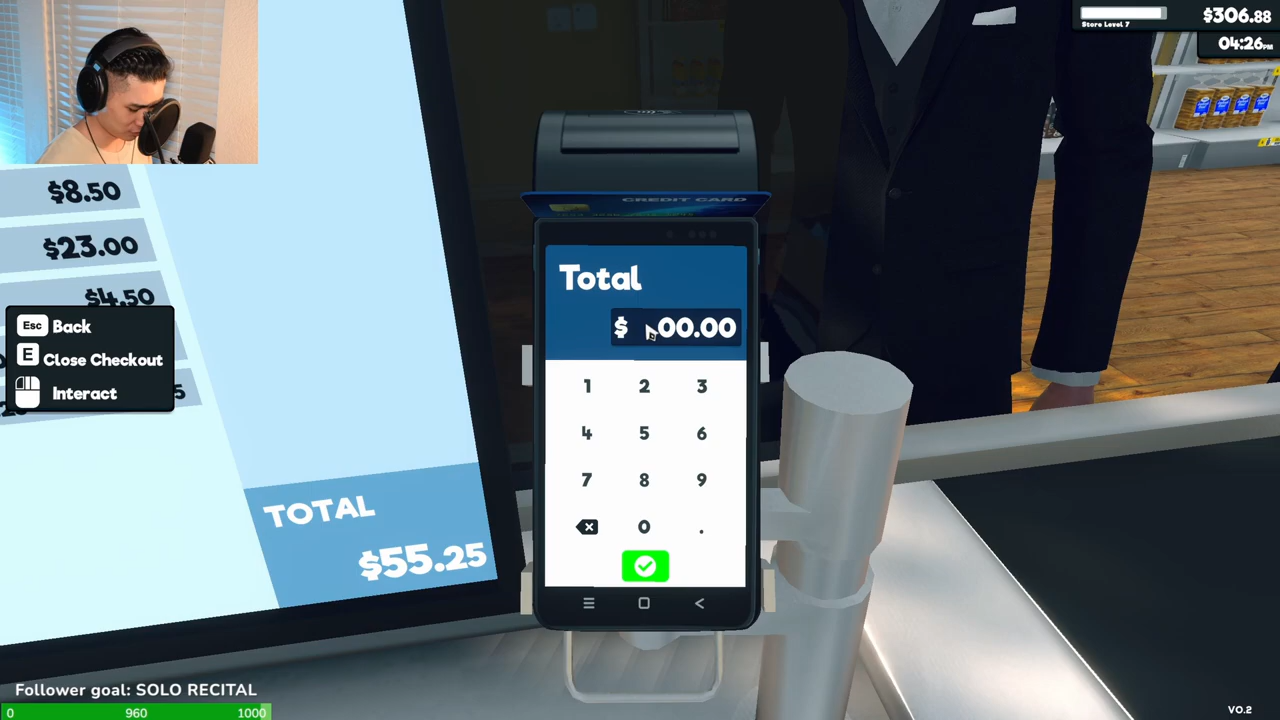 $306.88
Store Level 7
04:26PM
$8.50
$23.00
$4.50
Esc Back
E Close Checkout
Interact
5
CREDIT CARD
Total
$ 00.00
1 2 3
4 5 6
7 8 9
0 .
TOTAL
$55.25
Follower goal: SOLO RECITAL
0 960 1000
V0.2